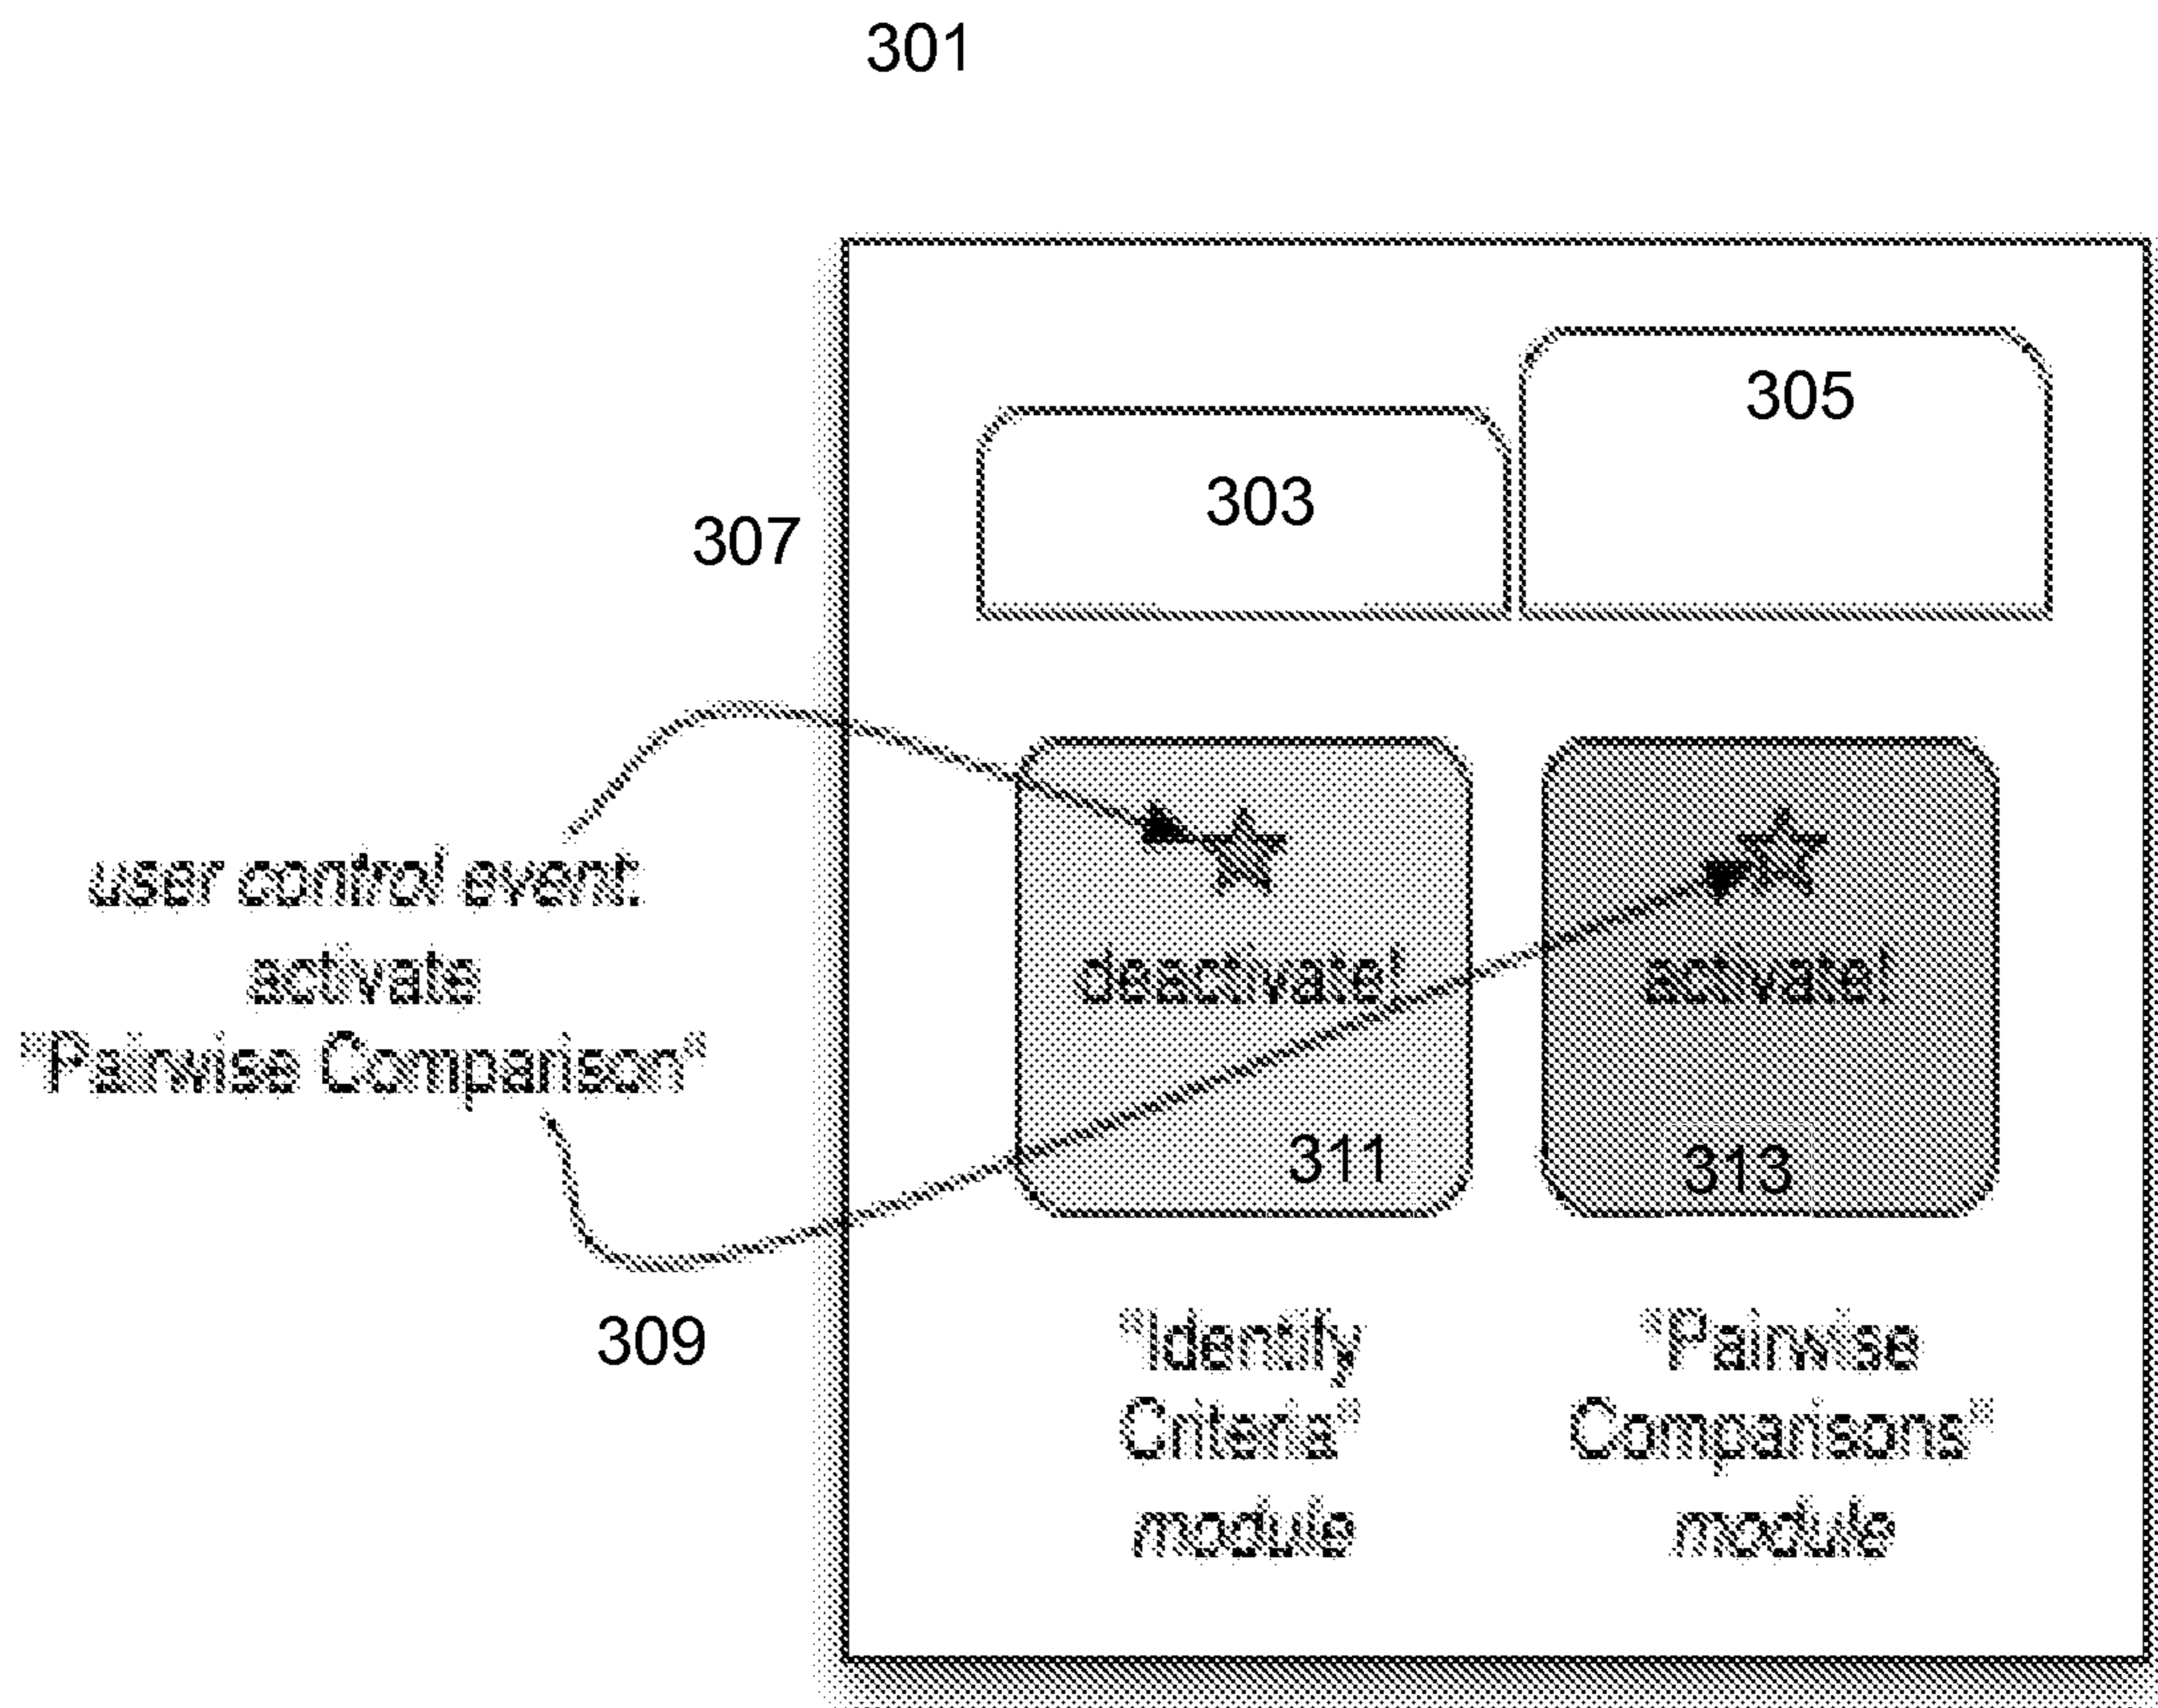 301
305
303
307
user control event:
activate
"Pairwise Comparison"
deactivate!
activate!
311
313
309
"Identify
Criteria"
module
"Pairwise
Comparisons"
module